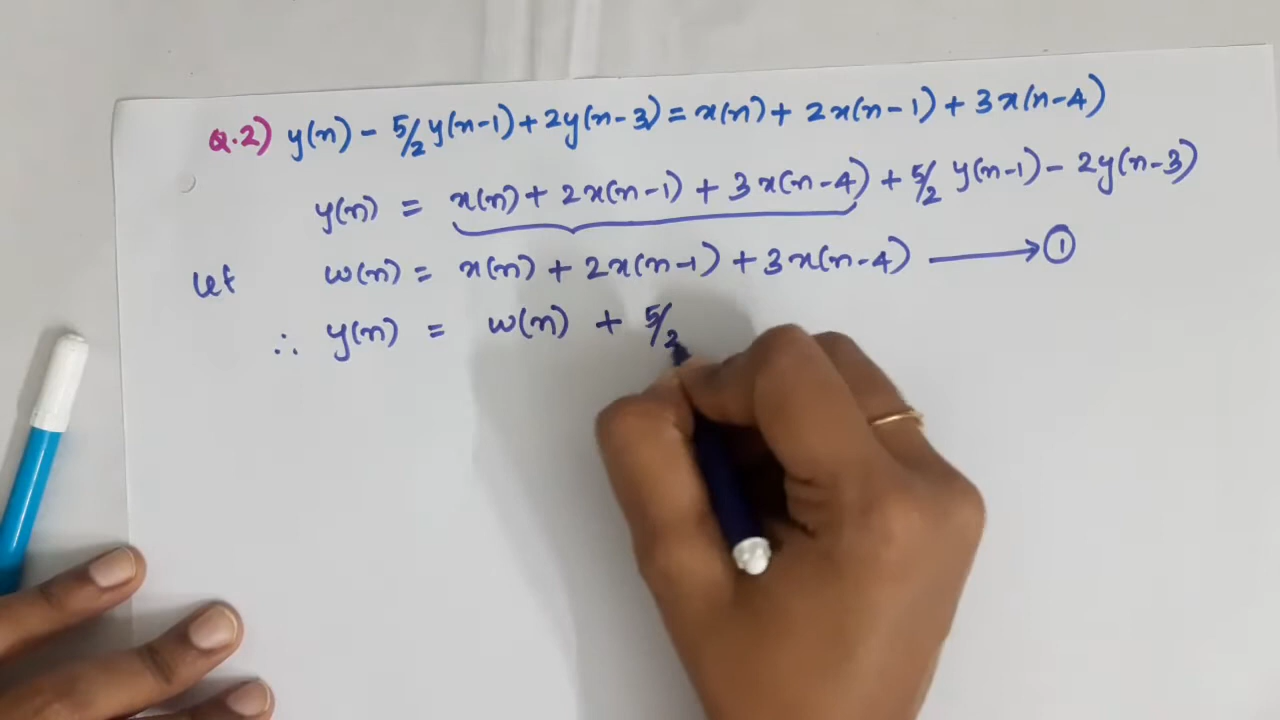 Q.2) y(n) - 5/2 y(n-1) + 2y(n-3) = x(n) + 2x(n-1) + 3x(n-4)
y(n) = x(n) + 2x(n-1) + 3x(n-4) + 5/2 y(n-1) - 2y(n-3)
Let w(n) = x(n) + 2x(n-1) + 3x(n-4) ⟶ ①
∴ y(n) = w(n) + 5/2